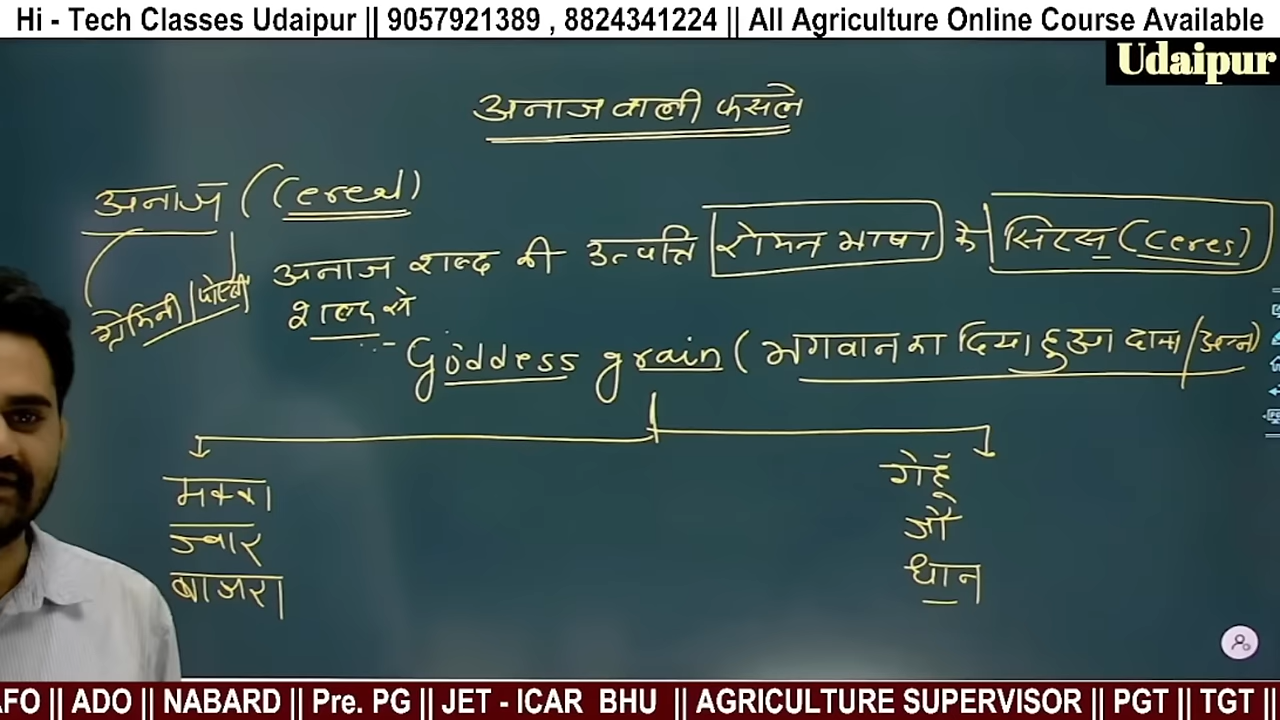 Hi - Tech Classes Udaipur || 9057921389 , 8824341224 || All Agriculture Online Course Available
Udaipur
अनाज वाली फसले
अनाज (Cereal)
अनाज शब्द की उत्पत्ति रोमन भाषा के सिरस (Ceres)
शब्द से
ग्रेमिनी / पोएसी
Goddess grain (भगवान का दिया हुआ दाना/अन्न)
मक्का
ज्वार
बाजरा
गेहूँ
जौ
धान
AFO || ADO || NABARD || Pre. PG || JET - ICAR BHU || AGRICULTURE SUPERVISOR || PGT || TGT ||